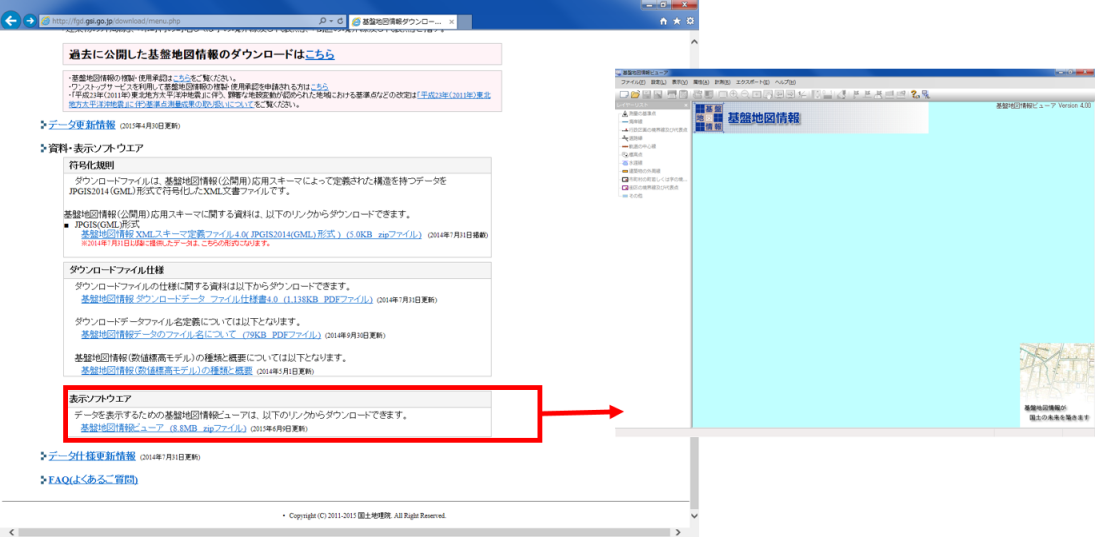 http://fgd.gsi.go.jp/download/menu.php
基盤地図情報ダウンロー...
過去に公開した基盤地図情報のダウンロードはこちら
・基盤地図情報の複製・使用承認はこちらをご覧ください。
・ワンストップサービスを利用して基盤地図情報の複製・使用承認を申請される方はこちら
・「平成23年(2011年)東北地方太平洋沖地震」に伴う、顕著な地殻変動が認められた地域における基準点などの改定は「平成23年(2011年)東北
地方太平洋沖地震」に伴う基準点測量成果の取り扱いについてをご覧ください。
データ更新情報 (2015年4月30日更新)
資料・表示ソフトウエア
符号化規則
ダウンロードファイルは、基盤地図情報(公開用)応用スキーマによって定義された構造を持つデータを
JPGIS2014(GML)形式で符号化したXML文書ファイルです。
基盤地図情報(公開用)応用スキーマに関する資料は、以下のリンクからダウンロードできます。
■ JPGIS(GML)形式
基盤地図情報 XMLスキーマ定義ファイル4.0( JPGIS2014(GML) 形式 ) (5.0KB zipファイル) (2014年7月31日掲載)
※2014年7月31日以降に提供したデータは、こちらの形式になります。
ダウンロードファイル仕様
ダウンロードファイルの仕様に関する資料は以下からダウンロードできます。
基盤地図情報 ダウンロードデータ ファイル仕様書4.0 (1,138KB PDFファイル) (2014年7月31日更新)
ダウンロードデータファイル名定義については以下となります。
基盤地図情報データのファイル名について (79KB PDFファイル) (2014年9月30日更新)
基盤地図情報(数値標高モデル)の種類と概要については以下となります。
基盤地図情報(数値標高モデル)の種類と概要 (2014年5月1日更新)
表示ソフトウエア
データを表示するための基盤地図情報ビューアは、以下のリンクからダウンロードできます。
基盤地図情報ビューア (8.8MB zipファイル) (2015年6月9日更新)
データ仕様更新情報 (2014年7月31日更新)
FAQ(よくあるご質問)
・ Copyright (C) 2011-2015 国土地理院. All Right Reserved.
基盤地図情報ビューア
ファイル(F) 設定(L) 表示(V) 属性(A) 計測(K) エクスポート(E) ヘルプ(H)
レイヤーリスト
測量の基準点
海岸線
行政区画の境界線及び代表点
道路縁
軌道の中心線
標高点
水涯線
建築物の外周線
市町村の町若しくは字の境...
街区の境界線及び代表点
その他
基盤
地図
情報
基盤地図情報
基盤地図情報ビューア Version 4.00
基盤地図情報が
国土の未来を築きます